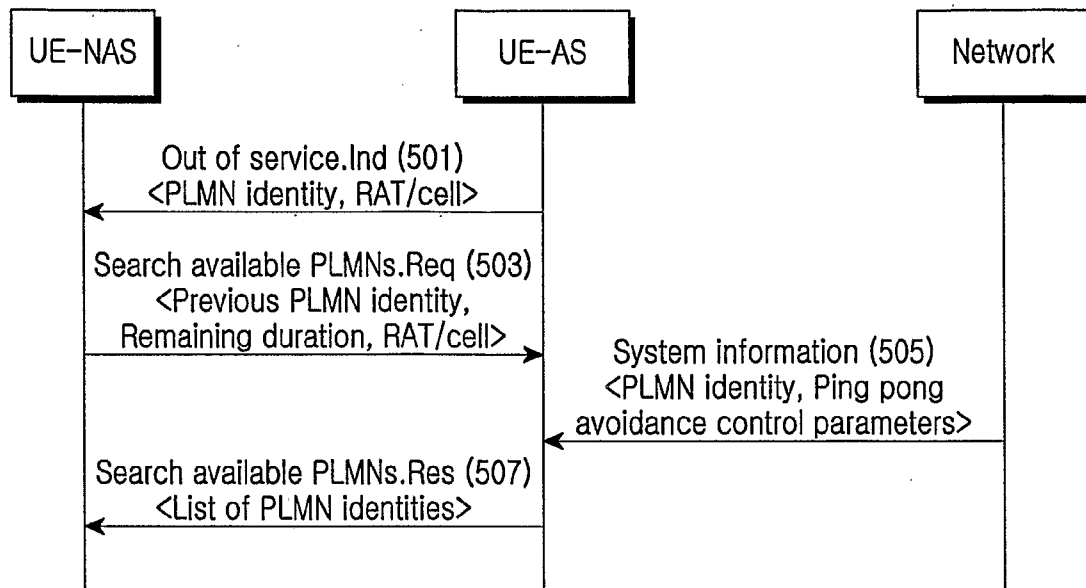 UE-NAS
UE-AS
Network
Out of service.Ind (501)
<PLMN identity, RAT/cell>
Search available PLMNs.Req (503)
<Previous PLMN identity,
Remaining duration, RAT/cell>
System information (505)
<PLMN identity, Ping pong
avoidance control parameters>
Search available PLMNs.Res (507)
<List of PLMN identities>